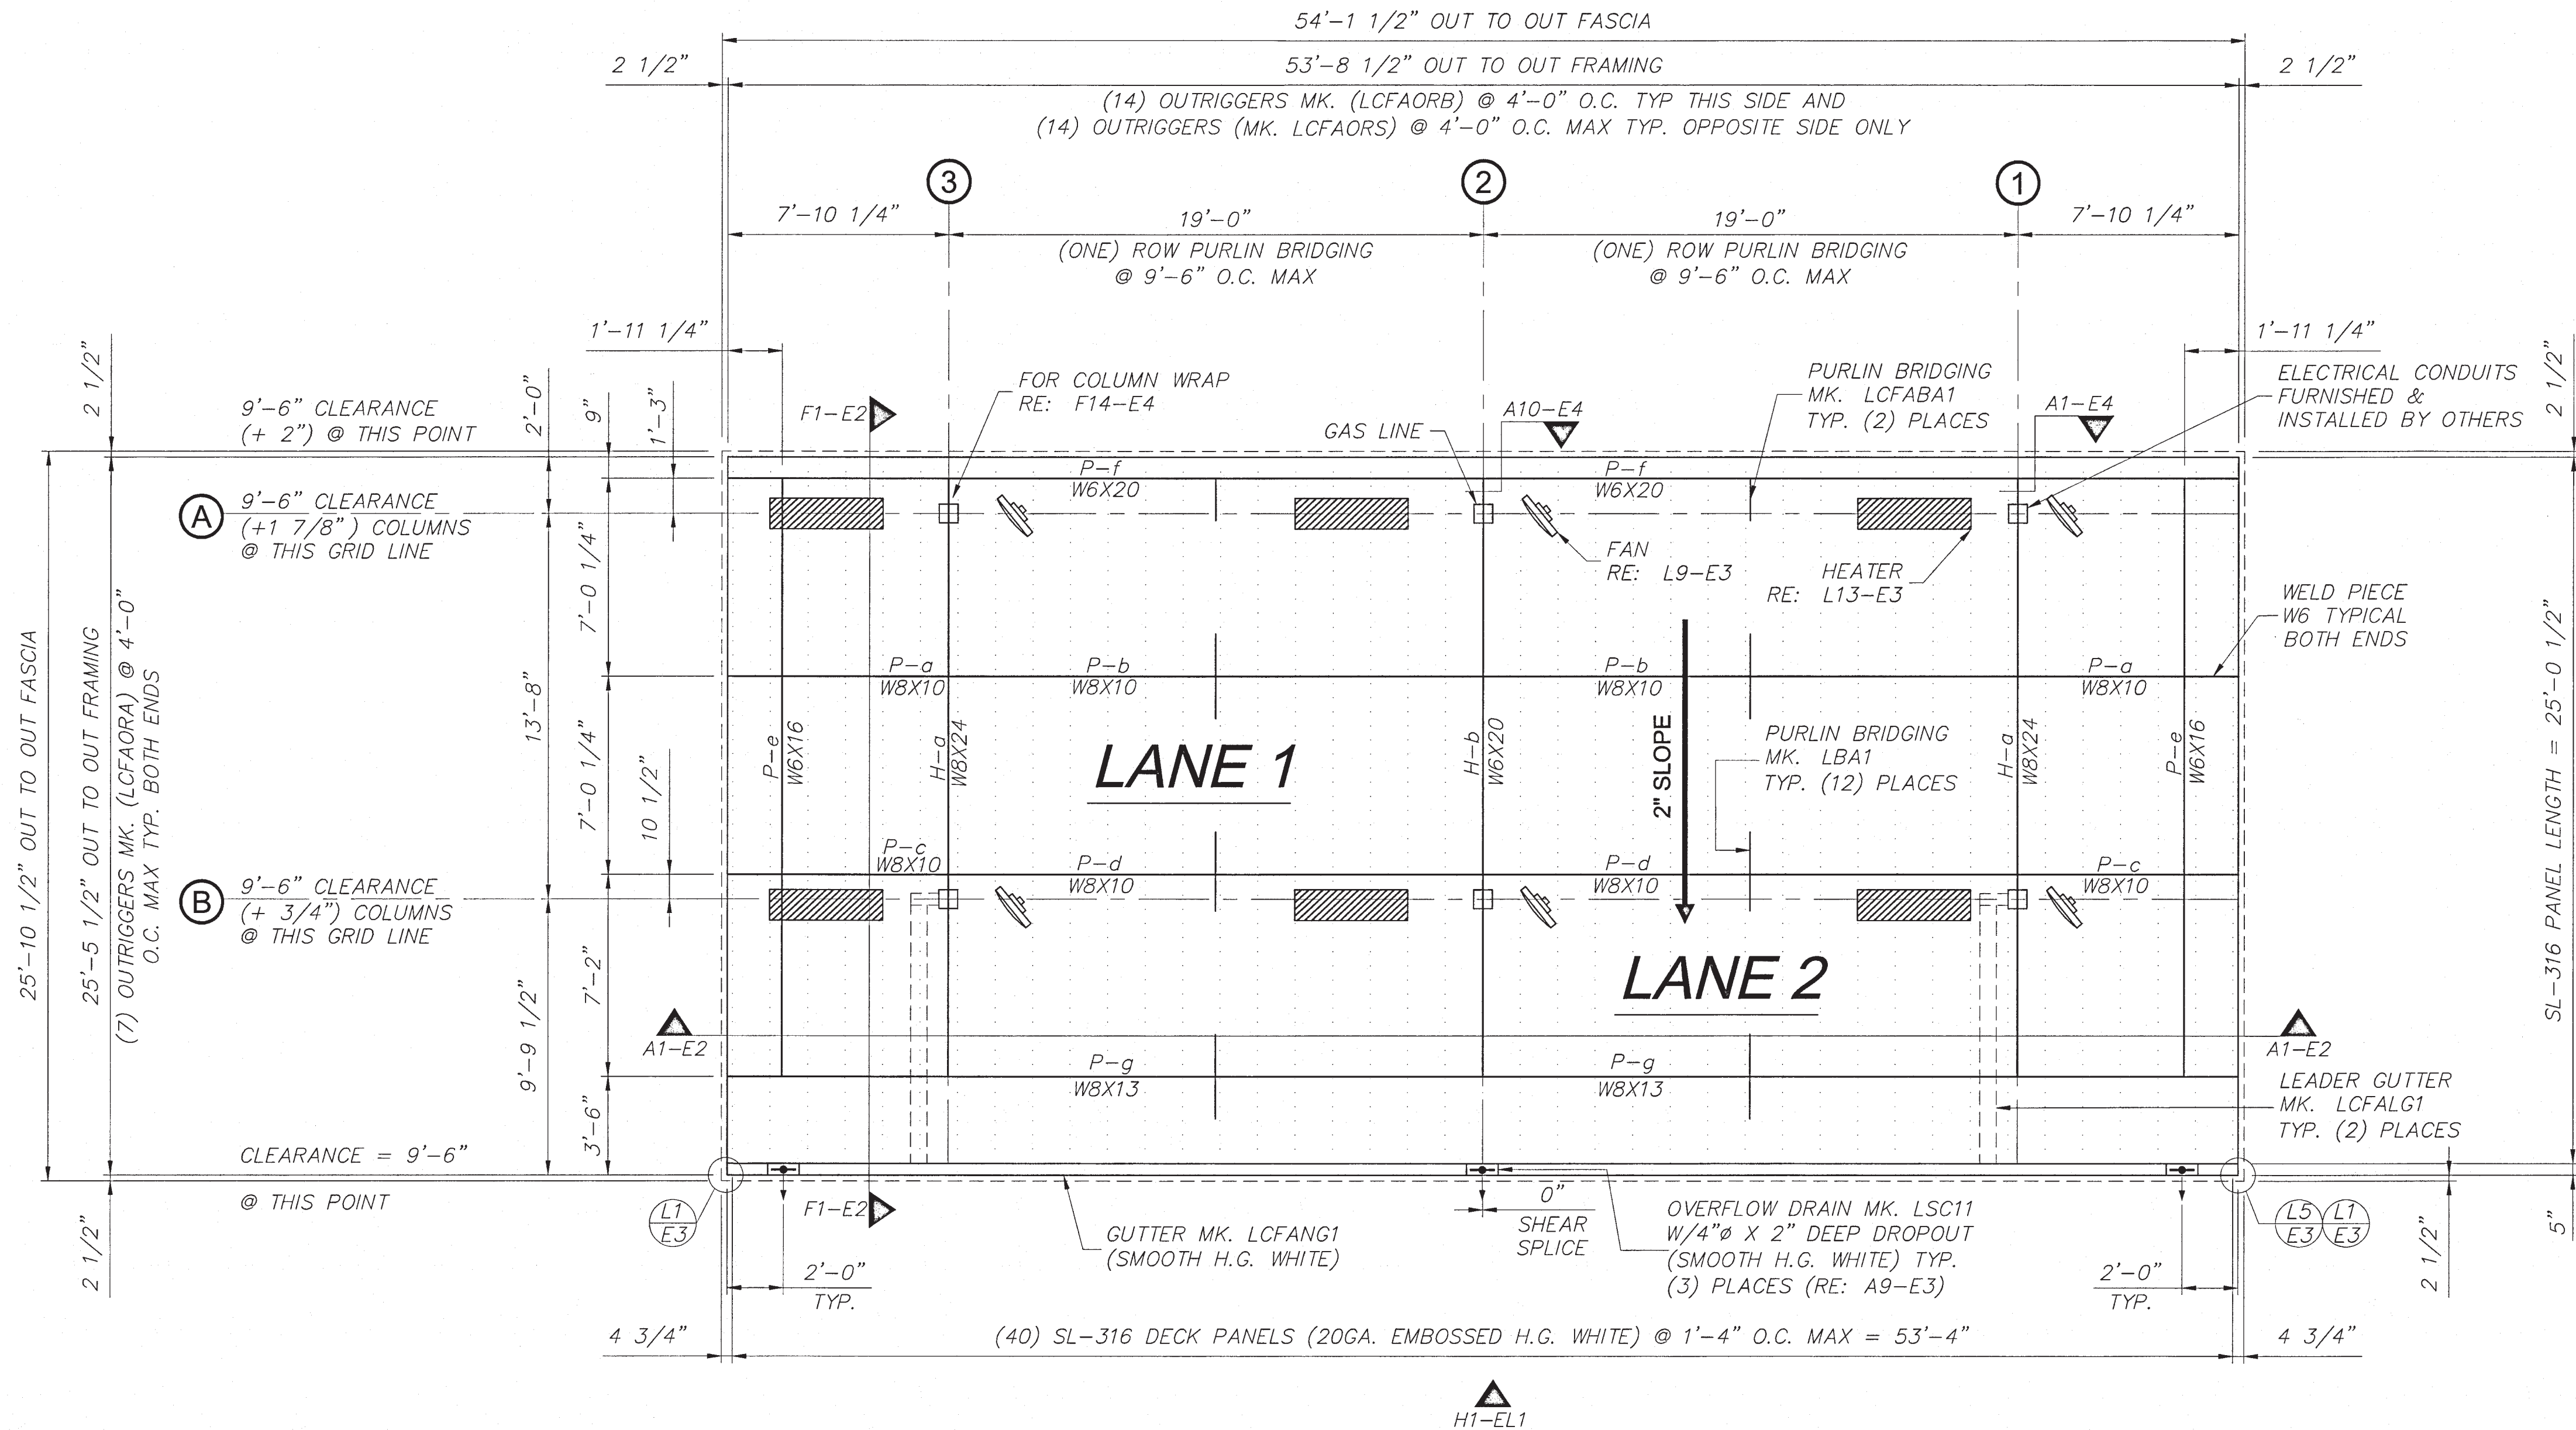 54'-1 1/2" OUT TO OUT FASCIA
2 1/2"
53'-8 1/2" OUT TO OUT FRAMING
2 1/2"
(14) OUTRIGGERS MK. (LCFAORB) @ 4'-0" O.C. TYP THIS SIDE AND
(14) OUTRIGGERS (MK. LCFAORS) @ 4'-0" O.C. MAX TYP. OPPOSITE SIDE ONLY
3
2
1
7'-10 1/4"
19'-0"
19'-0"
7'-10 1/4"
(ONE) ROW PURLIN BRIDGING
@ 9'-6" O.C. MAX
(ONE) ROW PURLIN BRIDGING
@ 9'-6" O.C. MAX
1'-11 1/4"
1'-11 1/4"
2 1/2"
9'-6" CLEARANCE
(+ 2") @ THIS POINT
2'-0"
9"
1'-3"
F1-E2
FOR COLUMN WRAP
RE: F14-E4
GAS LINE
A10-E4
PURLIN BRIDGING
MK. LCFABA1
TYP. (2) PLACES
A1-E4
ELECTRICAL CONDUITS
FURNISHED &
INSTALLED BY OTHERS
2 1/2"
A
9'-6" CLEARANCE
(+1 7/8" ) COLUMNS
@ THIS GRID LINE
P-f
W6X20
P-f
W6X20
FAN
RE: L9-E3
HEATER
RE: L13-E3
WELD PIECE
W6 TYPICAL
BOTH ENDS
25'-10 1/2" OUT TO OUT FASCIA
25'-5 1/2" OUT TO OUT FRAMING
(7) OUTRIGGERS MK. (LCFAORA) @ 4'-0"
O.C. MAX TYP. BOTH ENDS
13'-8"
7'-0 1/4"
7'-0 1/4"
10 1/2"
P-a
W8X10
P-b
W8X10
P-b
W8X10
P-a
W8X10
P-e
W6X16
H-a
W8X24
LANE 1
H-b
W6X20
2" SLOPE
PURLIN BRIDGING
MK. LBA1
TYP. (12) PLACES
H-a
W8X24
P-e
W6X16
SL-316 PANEL LENGTH = 25'-0 1/2"
P-c
W8X10
P-d
W8X10
P-d
W8X10
P-c
W8X10
B
9'-6" CLEARANCE
(+ 3/4") COLUMNS
@ THIS GRID LINE
LANE 2
9'-9 1/2"
7'-2"
3'-6"
A1-E2
A1-E2
P-g
W8X13
P-g
W8X13
LEADER GUTTER
MK. LCFALG1
TYP. (2) PLACES
CLEARANCE = 9'-6"
@ THIS POINT
2 1/2"
L1
E3
F1-E2
GUTTER MK. LCFANG1
(SMOOTH H.G. WHITE)
0"
SHEAR
SPLICE
OVERFLOW DRAIN MK. LSC11
W/4"ø X 2" DEEP DROPOUT
(SMOOTH H.G. WHITE) TYP.
(3) PLACES (RE: A9-E3)
L5
E3
L1
E3
2 1/2"
5"
2'-0"
TYP.
2'-0"
TYP.
4 3/4"
(40) SL-316 DECK PANELS (20GA. EMBOSSED H.G. WHITE) @ 1'-4" O.C. MAX = 53'-4"
4 3/4"
H1-EL1